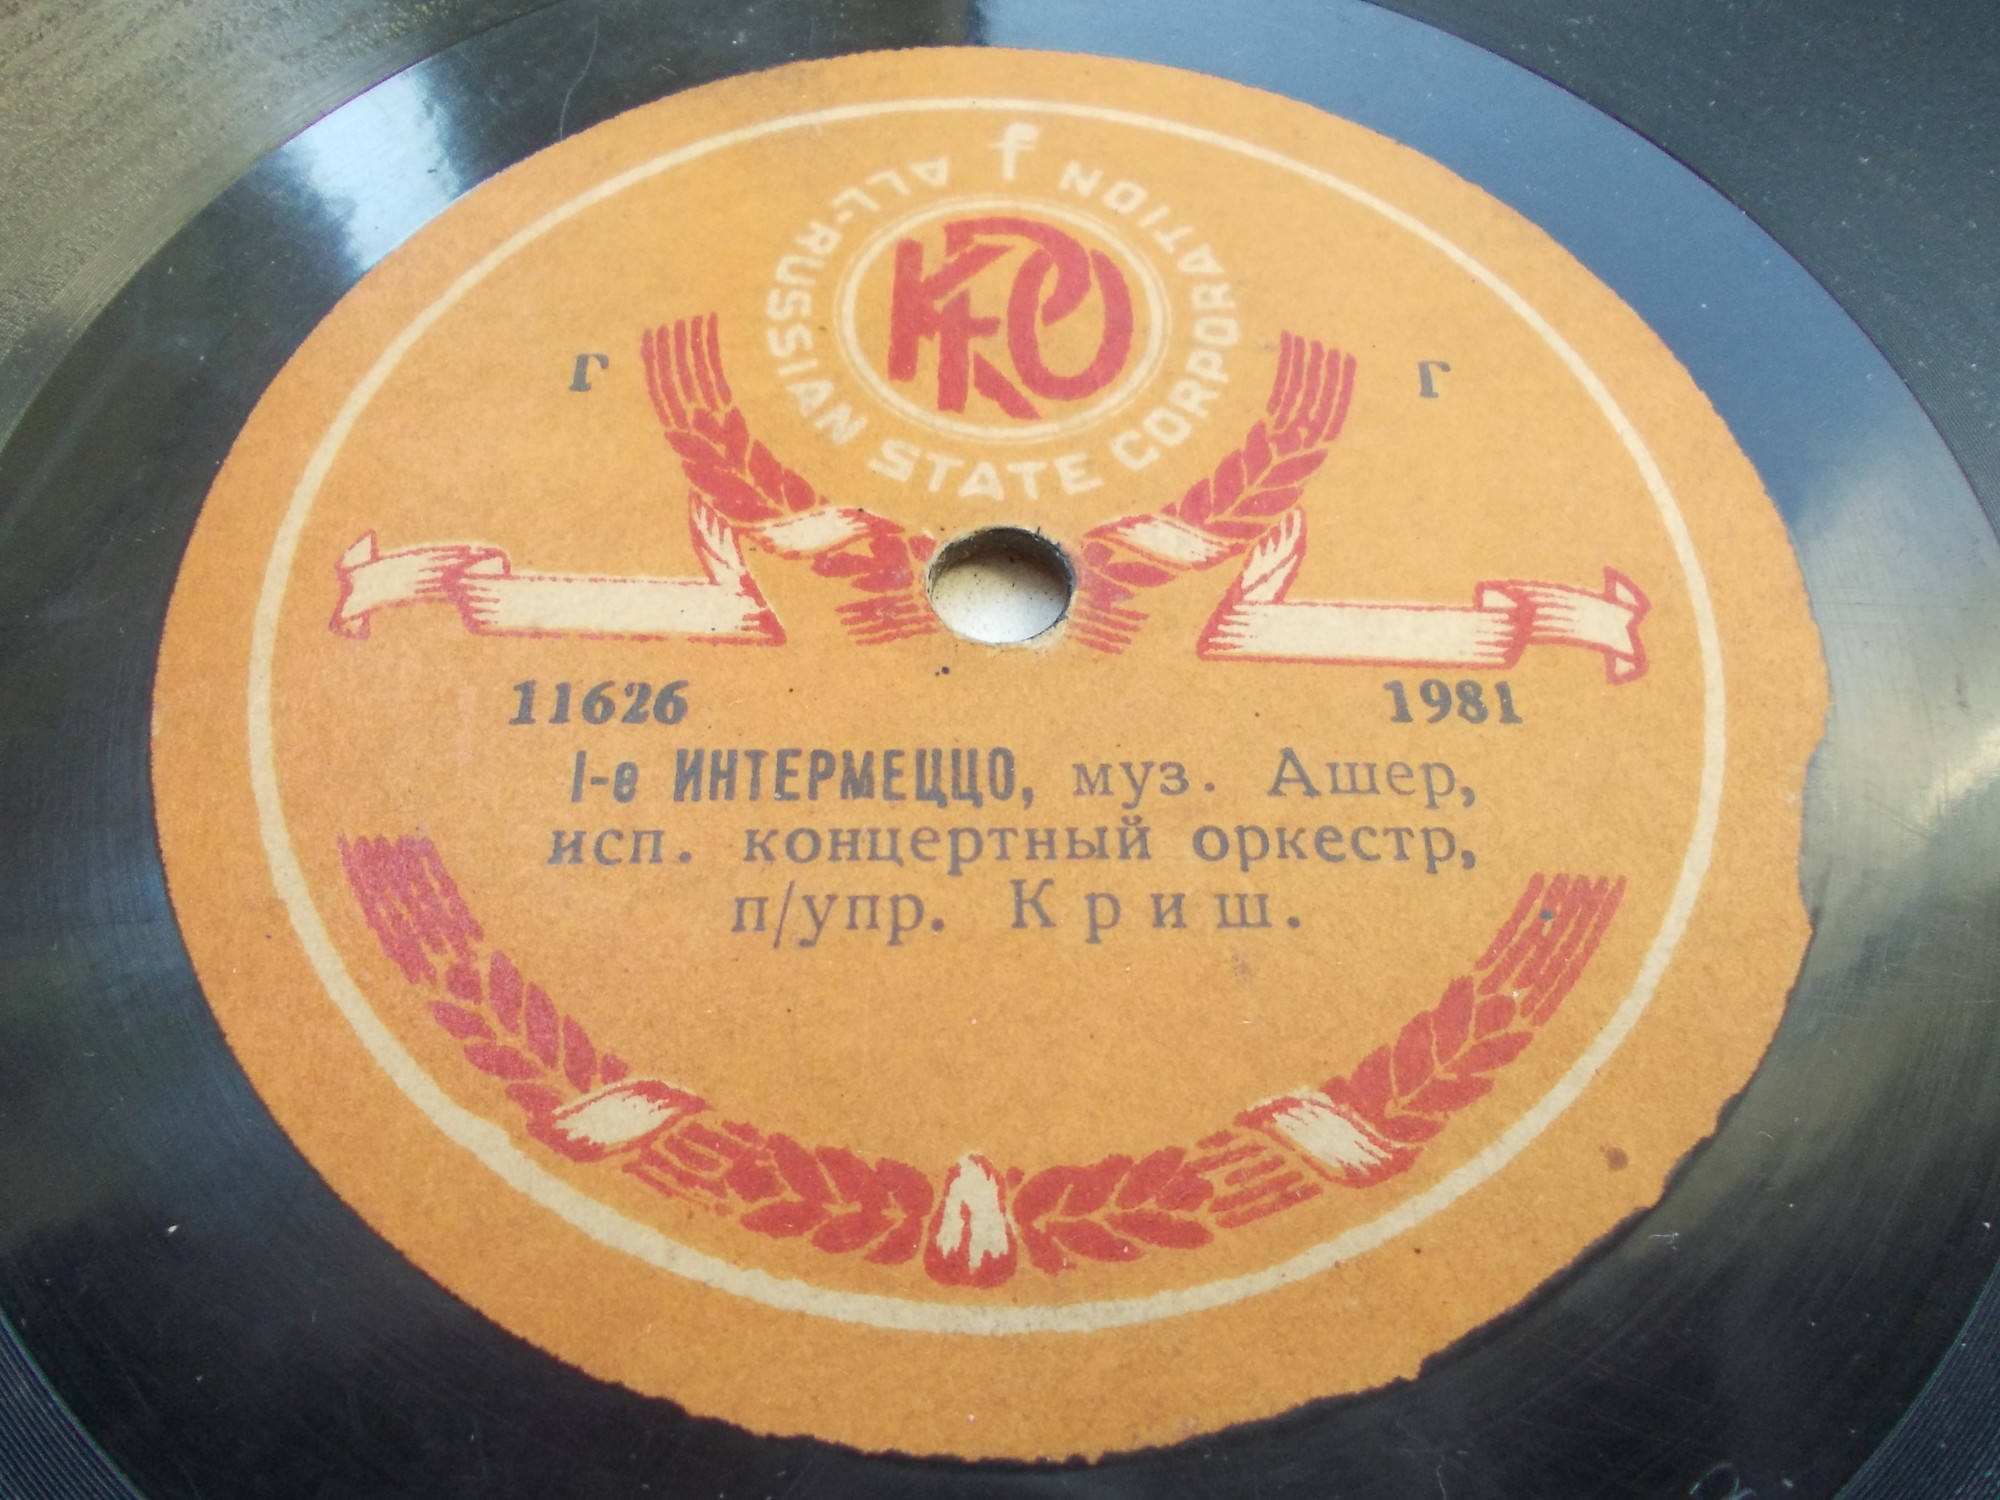 ALL-RUSSIAN STATE CORPORATION
г г
11626 1981
I-е ИНТЕРМЕЦЦО, муз. Ашер,
исп. концертный оркестр,
п/упр. Криш.